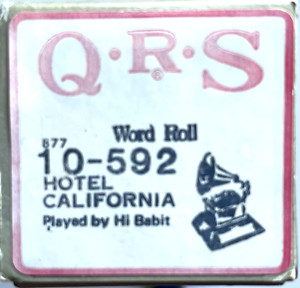 Q·R·S
®
Word Roll
877
10-592
HOTEL
CALIFORNIA
Played by Hi Babit